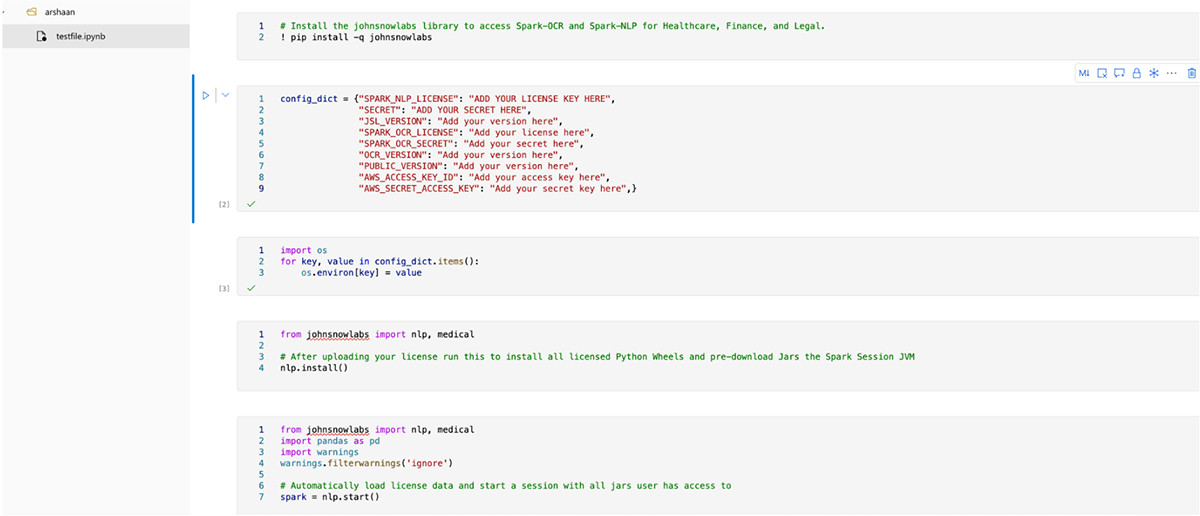 arshaan
testfile.ipynb
1 # Install the johnsnowlabs library to access Spark-OCR and Spark-NLP for Healthcare, Finance, and Legal.
2 ! pip install -q johnsnowlabs
M↓
1 config_dict = {"SPARK_NLP_LICENSE": "ADD YOUR LICENSE KEY HERE",
2 "SECRET": "ADD YOUR SECRET HERE",
3 "JSL_VERSION": "Add your version here",
4 "SPARK_OCR_LICENSE": "Add your license here",
5 "SPARK_OCR_SECRET": "Add your secret here",
6 "OCR_VERSION": "Add your version here",
7 "PUBLIC_VERSION": "Add your version here",
8 "AWS_ACCESS_KEY_ID": "Add your access key here",
9 "AWS_SECRET_ACCESS_KEY": "Add your secret key here",}
[2]
1 import os
2 for key, value in config_dict.items():
3 os.environ[key] = value
[3]
1 from johnsnowlabs import nlp, medical
2
3 # After uploading your license run this to install all licensed Python Wheels and pre-download Jars the Spark Session JVM
4 nlp.install()
1 from johnsnowlabs import nlp, medical
2 import pandas as pd
3 import warnings
4 warnings.filterwarnings('ignore')
5
6 # Automatically load license data and start a session with all jars user has access to
7 spark = nlp.start()